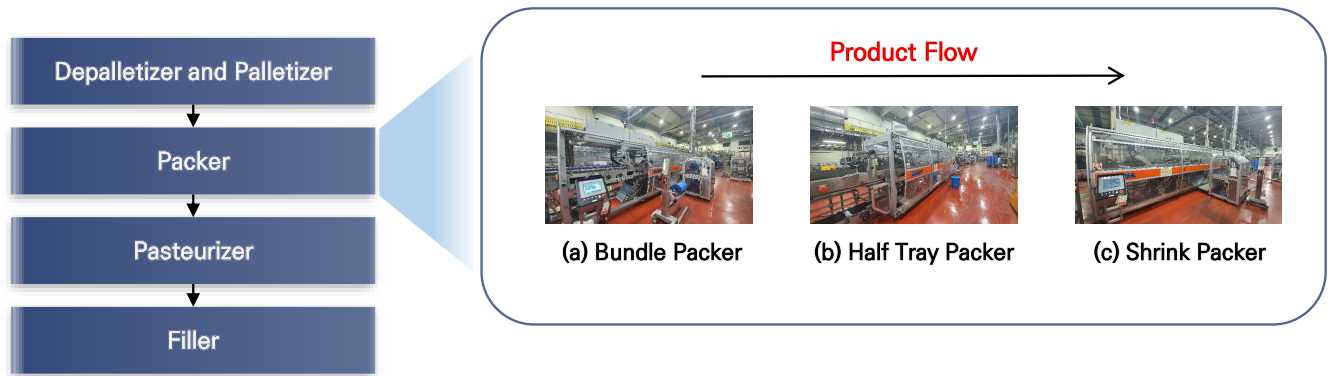 Depalletizer and Palletizer
Packer
Pasteurizer
Filler
Product Flow
(a) Bundle Packer
(b) Half Tray Packer
(c) Shrink Packer